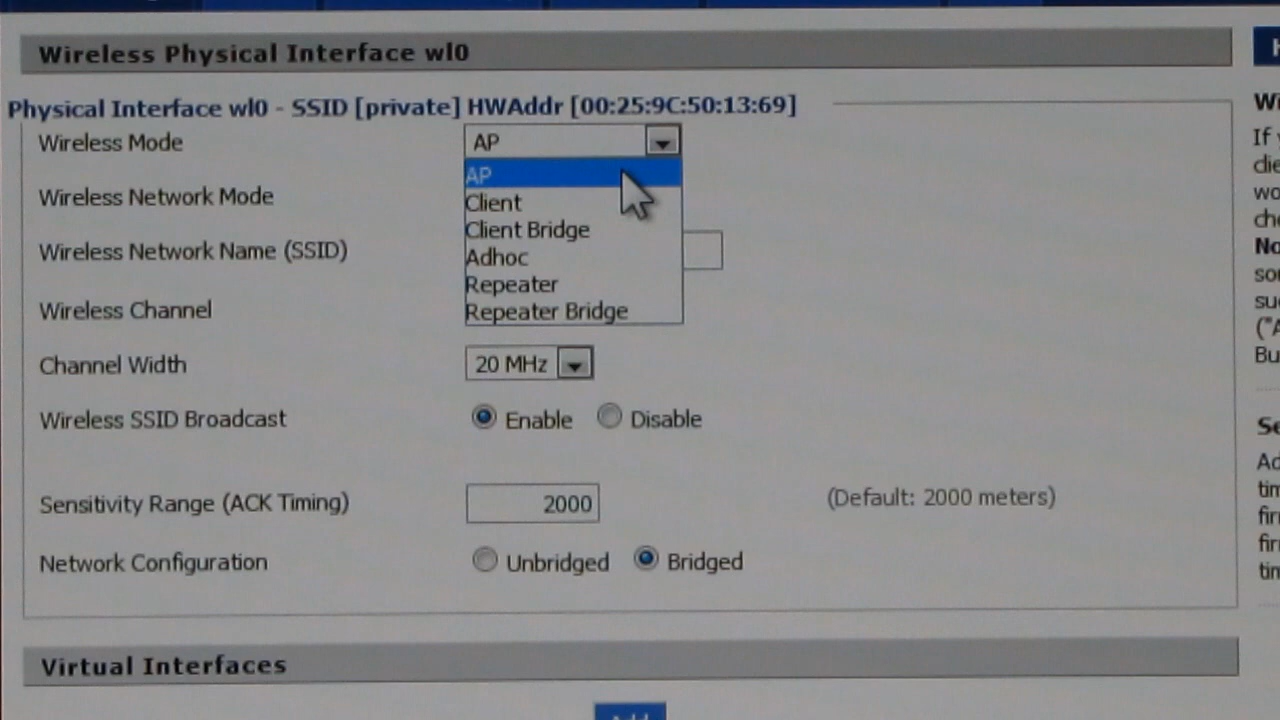 Wireless Physical Interface wl0
Physical Interface wl0 - SSID [private] HWAddr [00:25:9C:50:13:69]
Wireless Mode
AP
AP
Client
Client Bridge
Adhoc
Repeater
Repeater Bridge
Wireless Network Mode
Wireless Network Name (SSID)
Wireless Channel
Channel Width
20 MHz
Wireless SSID Broadcast
Enable
Disable
Sensitivity Range (ACK Timing)
2000
(Default: 2000 meters)
Network Configuration
Unbridged
Bridged
Virtual Interfaces
If